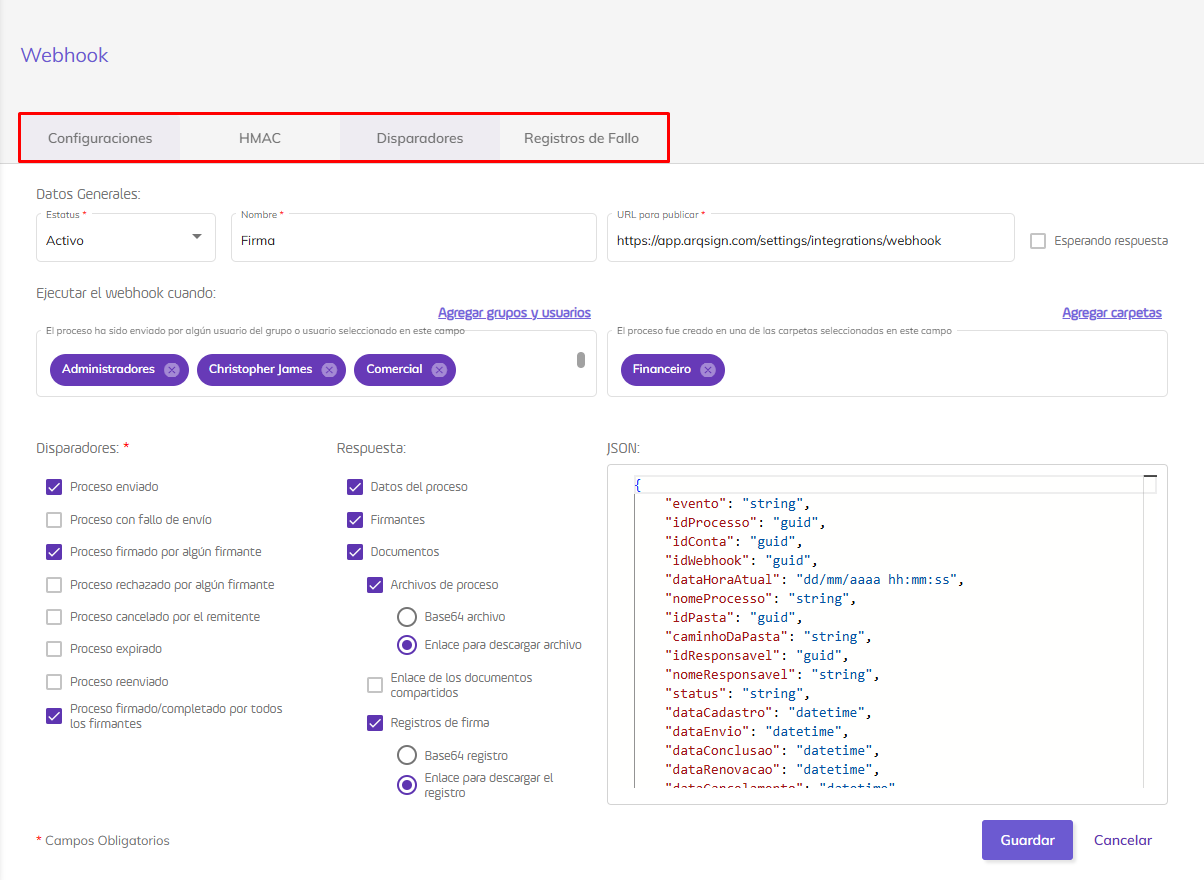 Webhook
Configuraciones
HMAC
Disparadores
Registros de Fallo
Datos Generales:
Estatus *
Activo
Nombre *
Firma
URL para publicar *
https://app.arqsign.com/settings/integrations/webhook
Esperando respuesta
Ejecutar el webhook cuando:
Agregar grupos y usuarios
Agregar carpetas
El proceso ha sido enviado por algún usuario del grupo o usuario seleccionado en este campo
Administradores
Christopher James
Comercial
El proceso fue creado en una de las carpetas seleccionadas en este campo
Financeiro
Disparadores: *
Proceso enviado
Proceso con fallo de envío
Proceso firmado por algún firmante
Proceso rechazado por algún firmante
Proceso cancelado por el remitente
Proceso expirado
Proceso reenviado
Proceso firmado/completado por todos
los firmantes
Respuesta:
Datos del proceso
Firmantes
Documentos
Archivos de proceso
Base64 archivo
Enlace para descargar archivo
Enlace de los documentos
compartidos
Registros de firma
Base64 registro
Enlace para descargar el
registro
JSON:
{
"evento": "string",
"idProcesso": "guid",
"idConta": "guid",
"idWebhook": "guid",
"dataHoraAtual": "dd/mm/aaaa hh:mm:ss",
"nomeProcesso": "string",
"idPasta": "guid",
"caminhoDaPasta": "string",
"idResponsavel": "guid",
"nomeResponsavel": "string",
"status": "string",
"dataCadastro": "datetime",
"dataEnvio": "datetime",
"dataConclusao": "datetime",
"dataRenovacao": "datetime",
"dataCancelamento": "datetime"
* Campos Obligatorios
Guardar
Cancelar